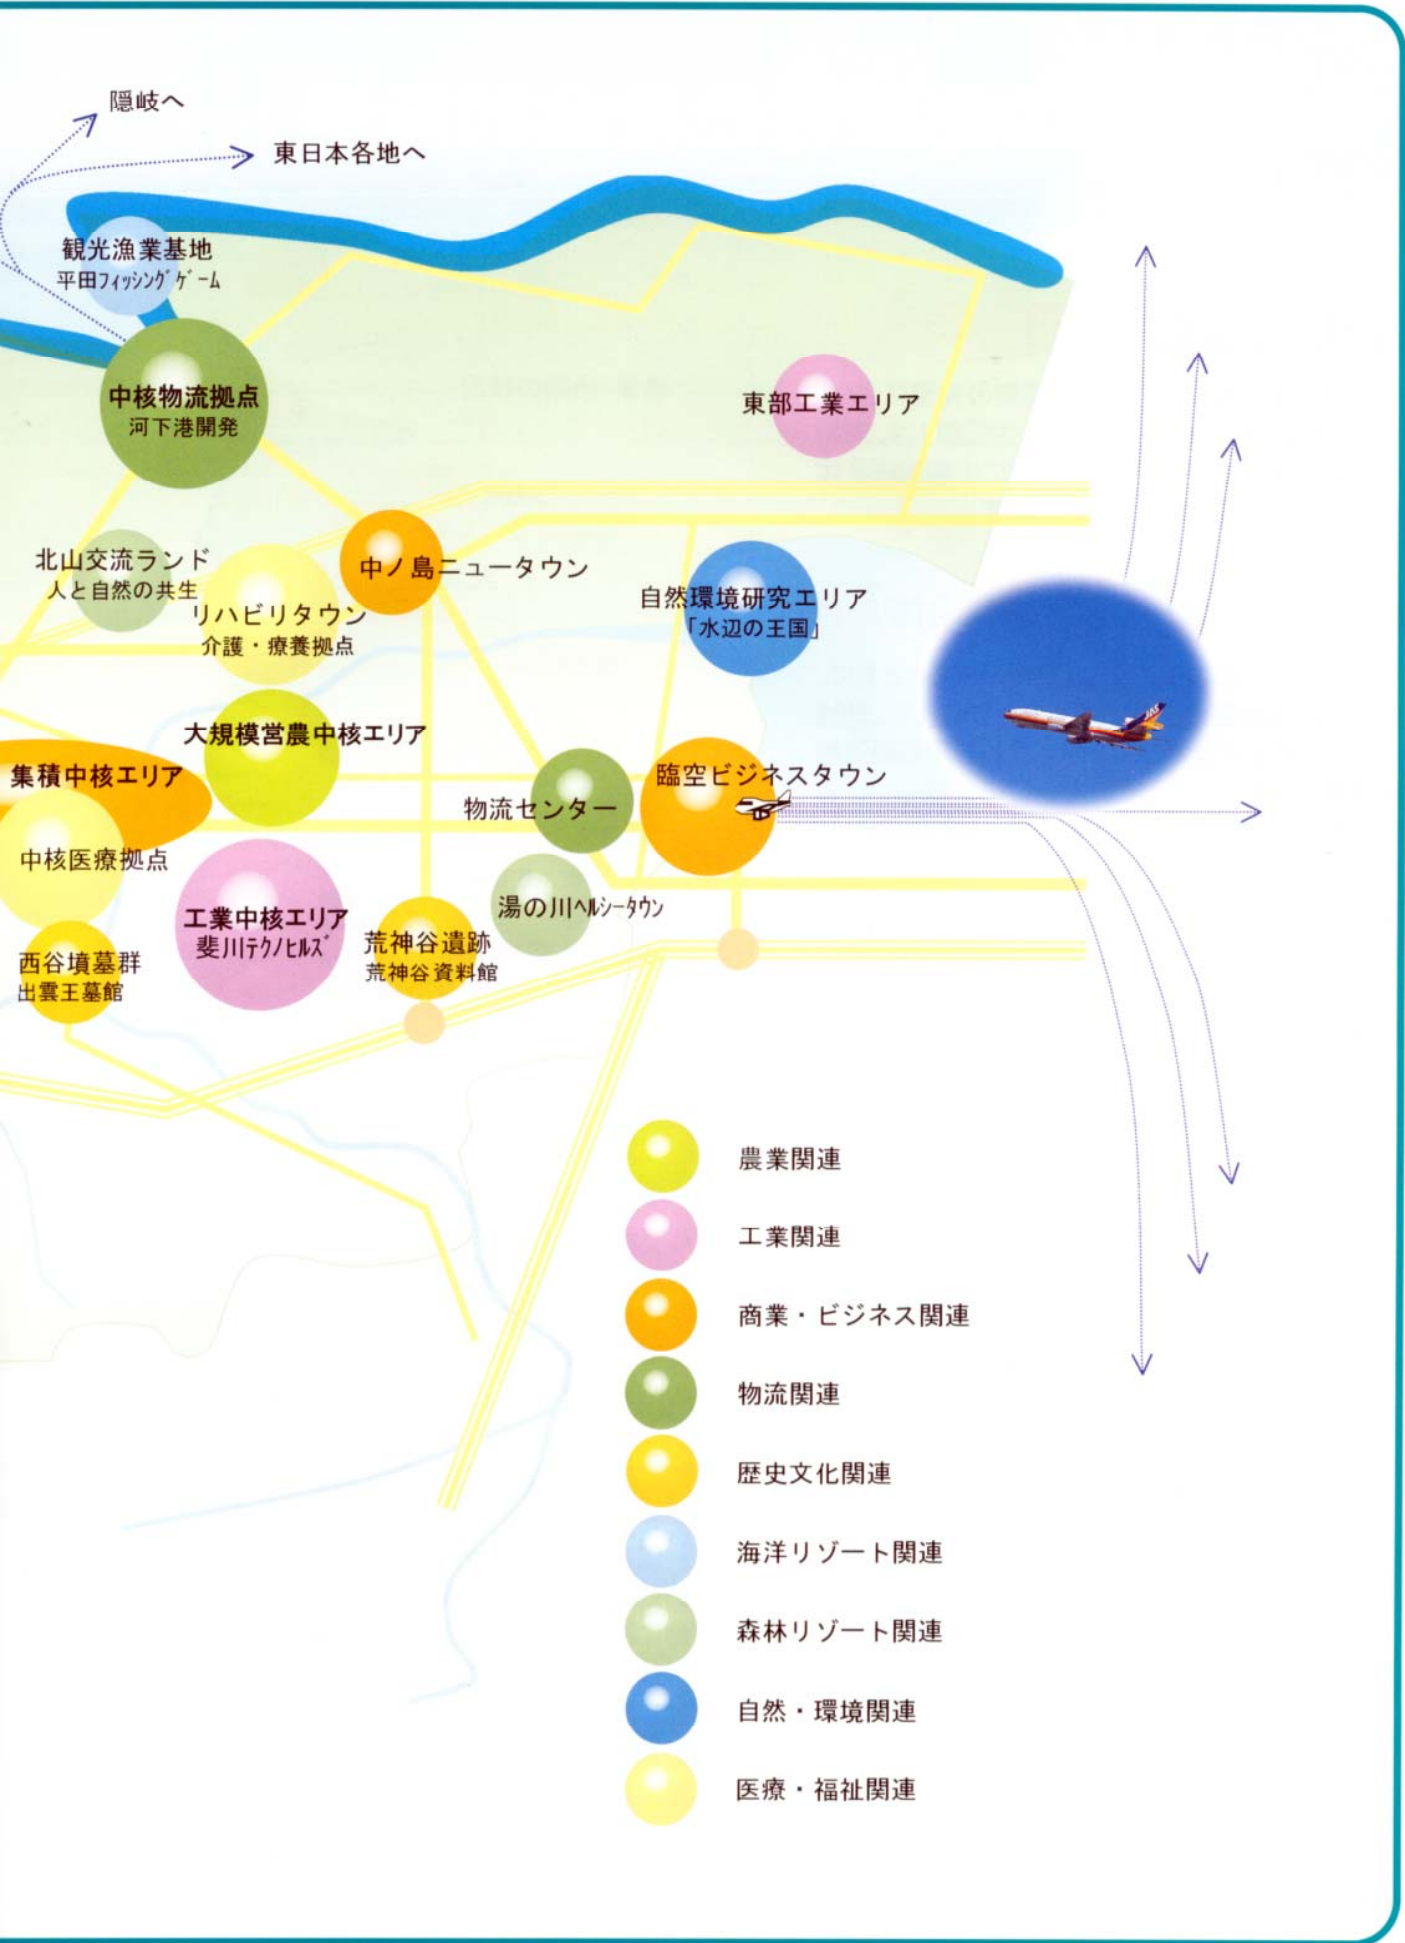 隠岐へ
東日本各地へ
観光漁業基地
平田ﾌｨｯｼﾝｸﾞｹﾞｰﾑ
中核物流拠点
河下港開発
東部工業エリア
北山交流ランド
人と自然の共生
リハビリタウン
介護・療養拠点
中ノ島ニュータウン
自然環境研究エリア
「水辺の王国」
大規模営農中核エリア
集積中核エリア
中核医療拠点
物流センター
臨空ビジネスタウン
JAS
工業中核エリア
斐川ﾃｸﾉﾋﾙｽﾞ
湯の川ﾍﾙｼｰﾀｳﾝ
荒神谷遺跡
荒神谷資料館
西谷墳墓群
出雲王墓館
農業関連
工業関連
商業・ビジネス関連
物流関連
歴史文化関連
海洋リゾート関連
森林リゾート関連
自然・環境関連
医療・福祉関連